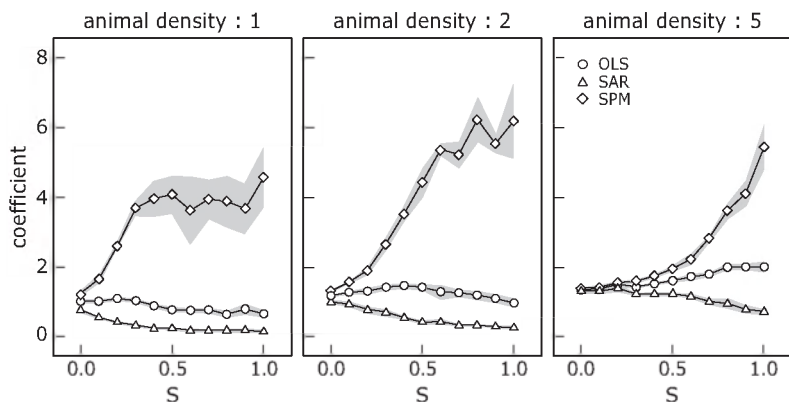 animal density : 1
animal density : 2
animal density : 5
coefficient
8
6
4
2
0
OLS
SAR
SPM
0.0 0.5 1.0
0.0 0.5 1.0
0.0 0.5 1.0
S
S
S